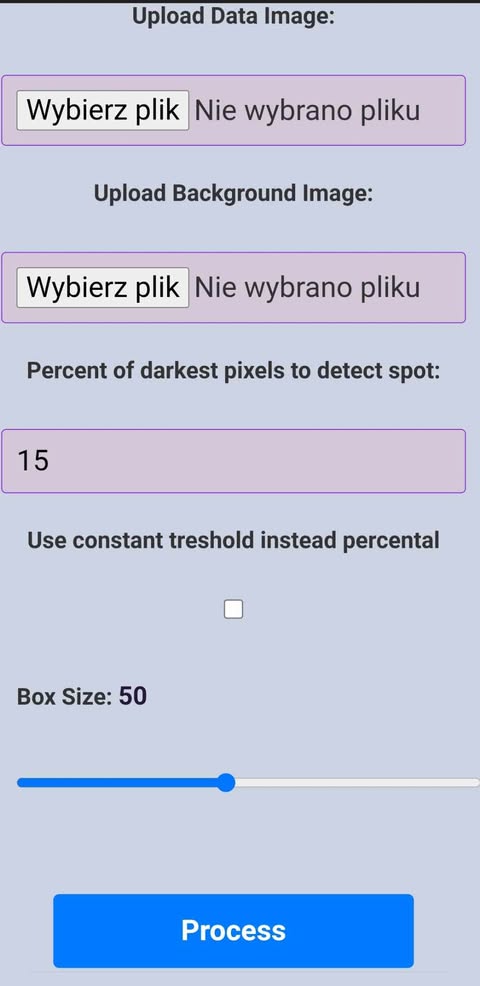 Upload Data Image:
Wybierz plik Nie wybrano pliku
Upload Background Image:
Wybierz plik Nie wybrano pliku
Percent of darkest pixels to detect spot:
15
Use constant treshold instead percental
Box Size: 50
Process